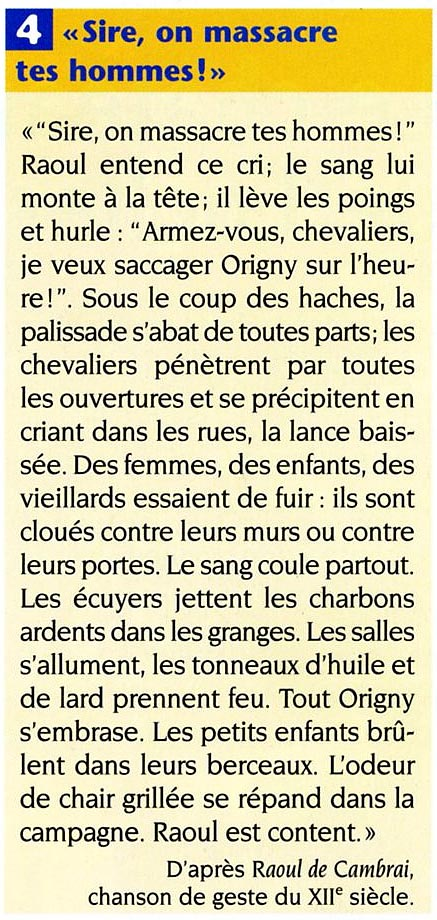 4 « Sire, on massacre
tes hommes ! »
« “Sire, on massacre tes hommes !”
Raoul entend ce cri ; le sang lui
monte à la tête ; il lève les poings
et hurle : “Armez-vous, chevaliers,
je veux saccager Origny sur l’heu-
re !”. Sous le coup des haches, la
palissade s’abat de toutes parts ; les
chevaliers pénètrent par toutes
les ouvertures et se précipitent en
criant dans les rues, la lance bais-
sée. Des femmes, des enfants, des
vieillards essaient de fuir : ils sont
cloués contre leurs murs ou contre
leurs portes. Le sang coule partout.
Les écuyers jettent les charbons
ardents dans les granges. Les salles
s’allument, les tonneaux d’huile et
de lard prennent feu. Tout Origny
s’embrase. Les petits enfants brû-
lent dans leurs berceaux. L’odeur
de chair grillée se répand dans la
campagne. Raoul est content. »
D’après Raoul de Cambrai,
chanson de geste du XIIe siècle.